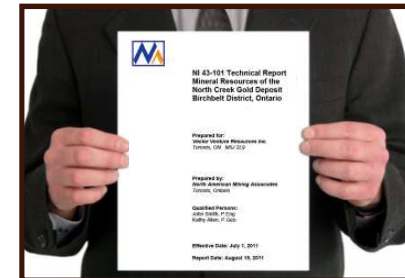 NI 43-101 Technical Report
Mineral Resources of the
North Creek Gold Deposit
Birchbelt District, Ontario
Prepared for:
Vector Venture Resources Inc.
Toronto, ON
Prepared by:
North American Mining Associates
Toronto, Ontario
Qualified Persons:
John Smith, P.Eng
Kathy Allen, P.Geo
Effective Date: July 1, 2011
Report Date: August 19, 2011